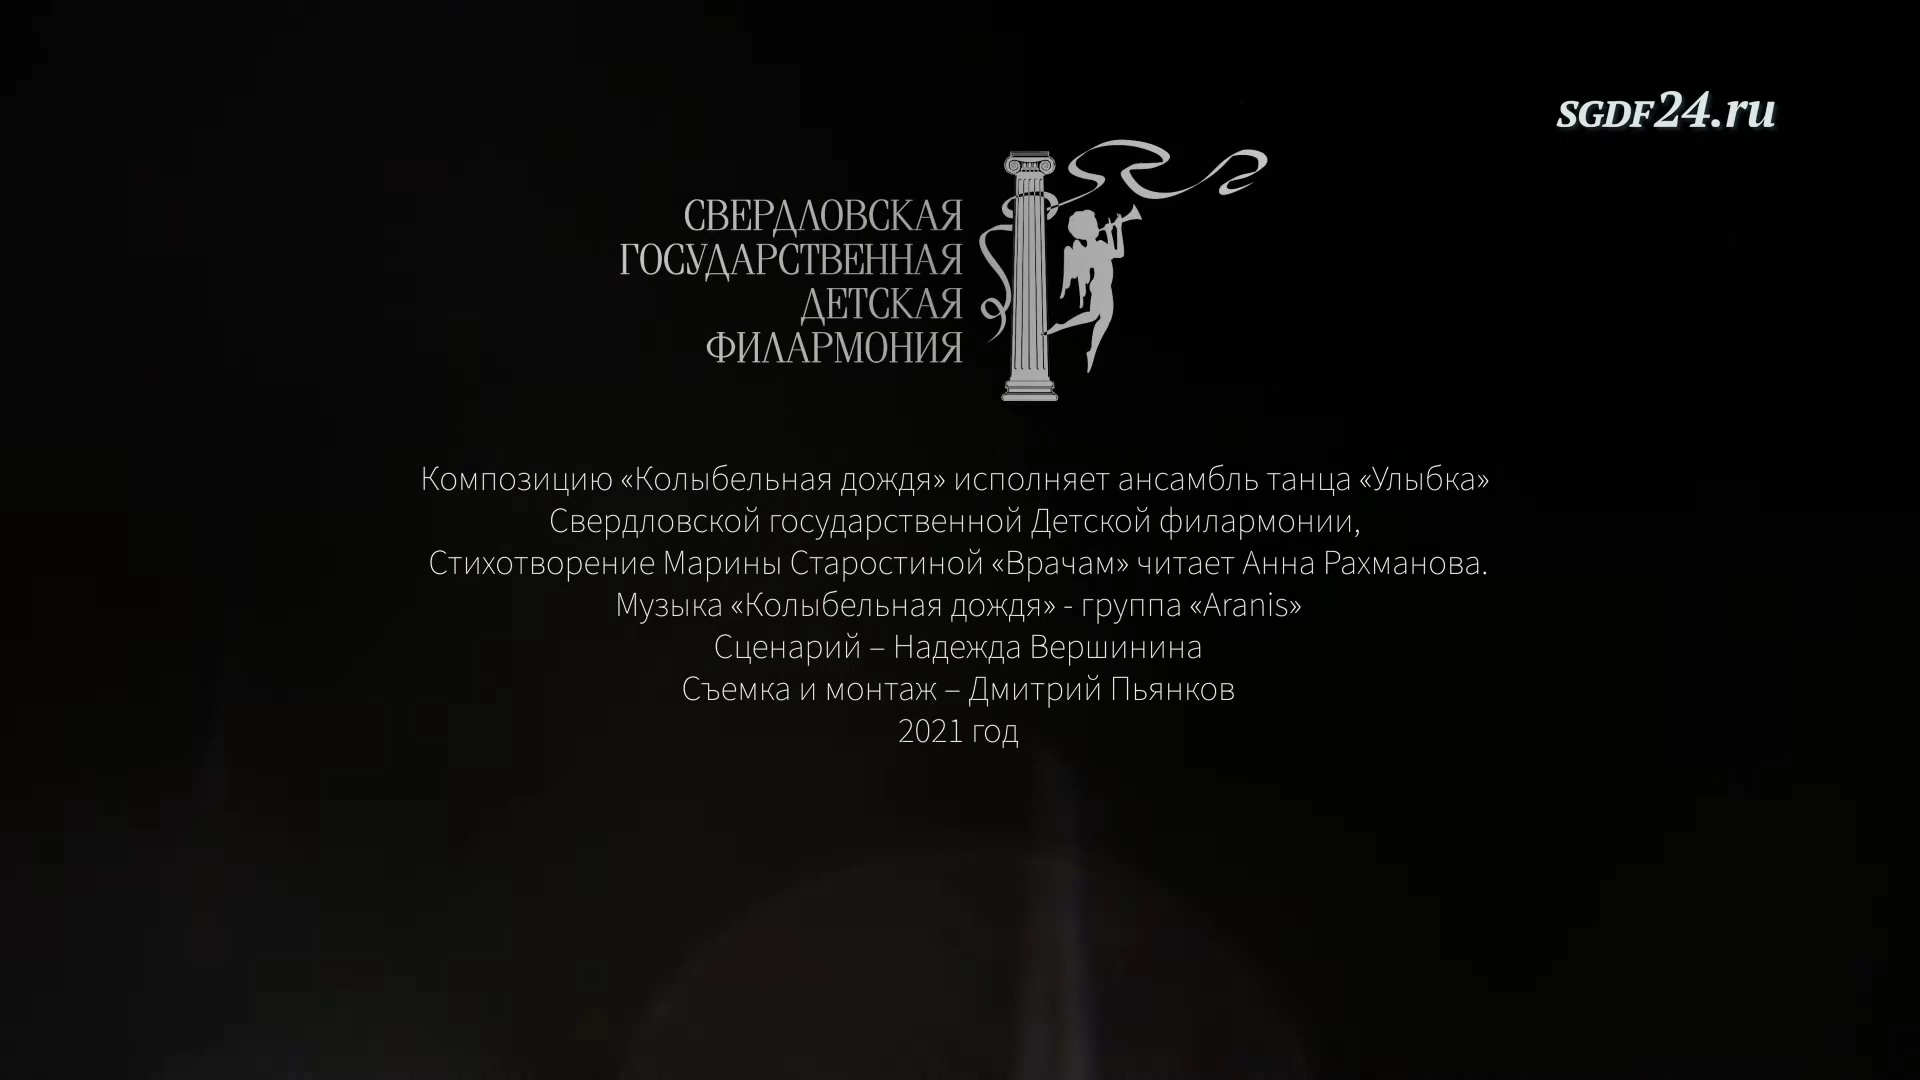 SGDF24.ru
СВЕРДЛОВСКАЯ
ГОСУДАРСТВЕННАЯ
ДЕТСКАЯ
ФИЛАРМОНИЯ
Композицию «Колыбельная дождя» исполняет ансамбль танца «Улыбка»
Свердловской государственной Детской филармонии,
Стихотворение Марины Старостиной «Врачам» читает Анна Рахманова.
Музыка «Колыбельная дождя» - группа «Aranis»
Сценарий – Надежда Вершинина
Съемка и монтаж – Дмитрий Пьянков
2021 год